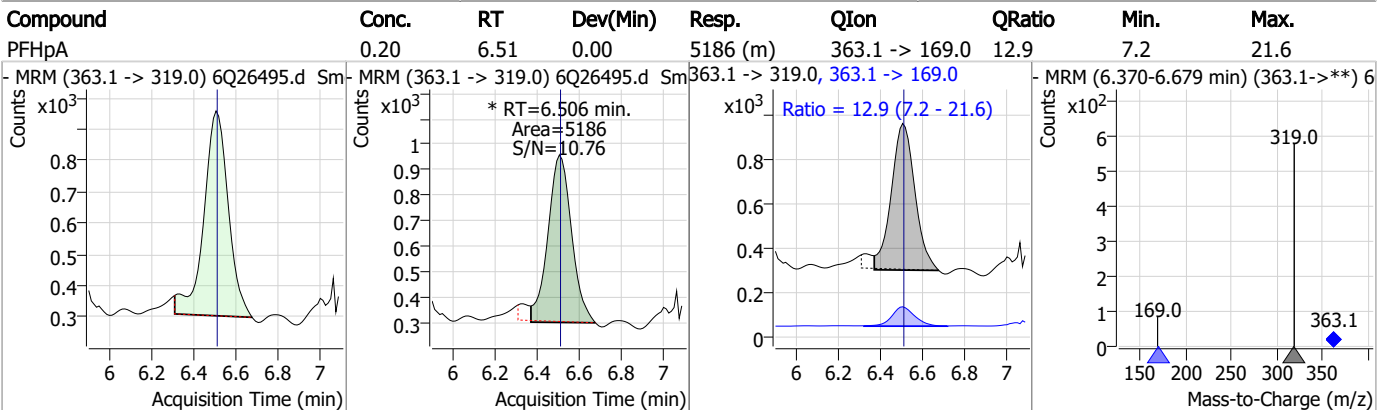 Compound Conc. RT Dev(Min) Resp. QIon QRatio Min. Max.
PFHpA 0.20 6.51 0.00 5186 (m) 363.1 -> 169.0 12.9 7.2 21.6
- MRM (363.1 -> 319.0) 6Q26495.d Sm
Counts
x10³
0.8
0.7
0.6
0.5
0.4
0.3
6 6.2 6.4 6.6 6.8 7
Acquisition Time (min)
- MRM (363.1 -> 319.0) 6Q26495.d Sm
Counts
x10³
* RT=6.506 min.
Area=5186
S/N=10.76
1
0.9
0.8
0.7
0.6
0.5
0.4
0.3
6 6.2 6.4 6.6 6.8 7
Acquisition Time (min)
363.1 -> 319.0, 363.1 -> 169.0
Counts
x10³
Ratio = 12.9 (7.2 - 21.6)
0.8
0.6
0.4
0.2
0
6 6.2 6.4 6.6 6.8 7
Acquisition Time (min)
- MRM (6.370-6.679 min) (363.1->**) 6
Counts
x10²
6
5
4
3
2
1
0
319.0
169.0
363.1
150 200 250 300 350
Mass-to-Charge (m/z)